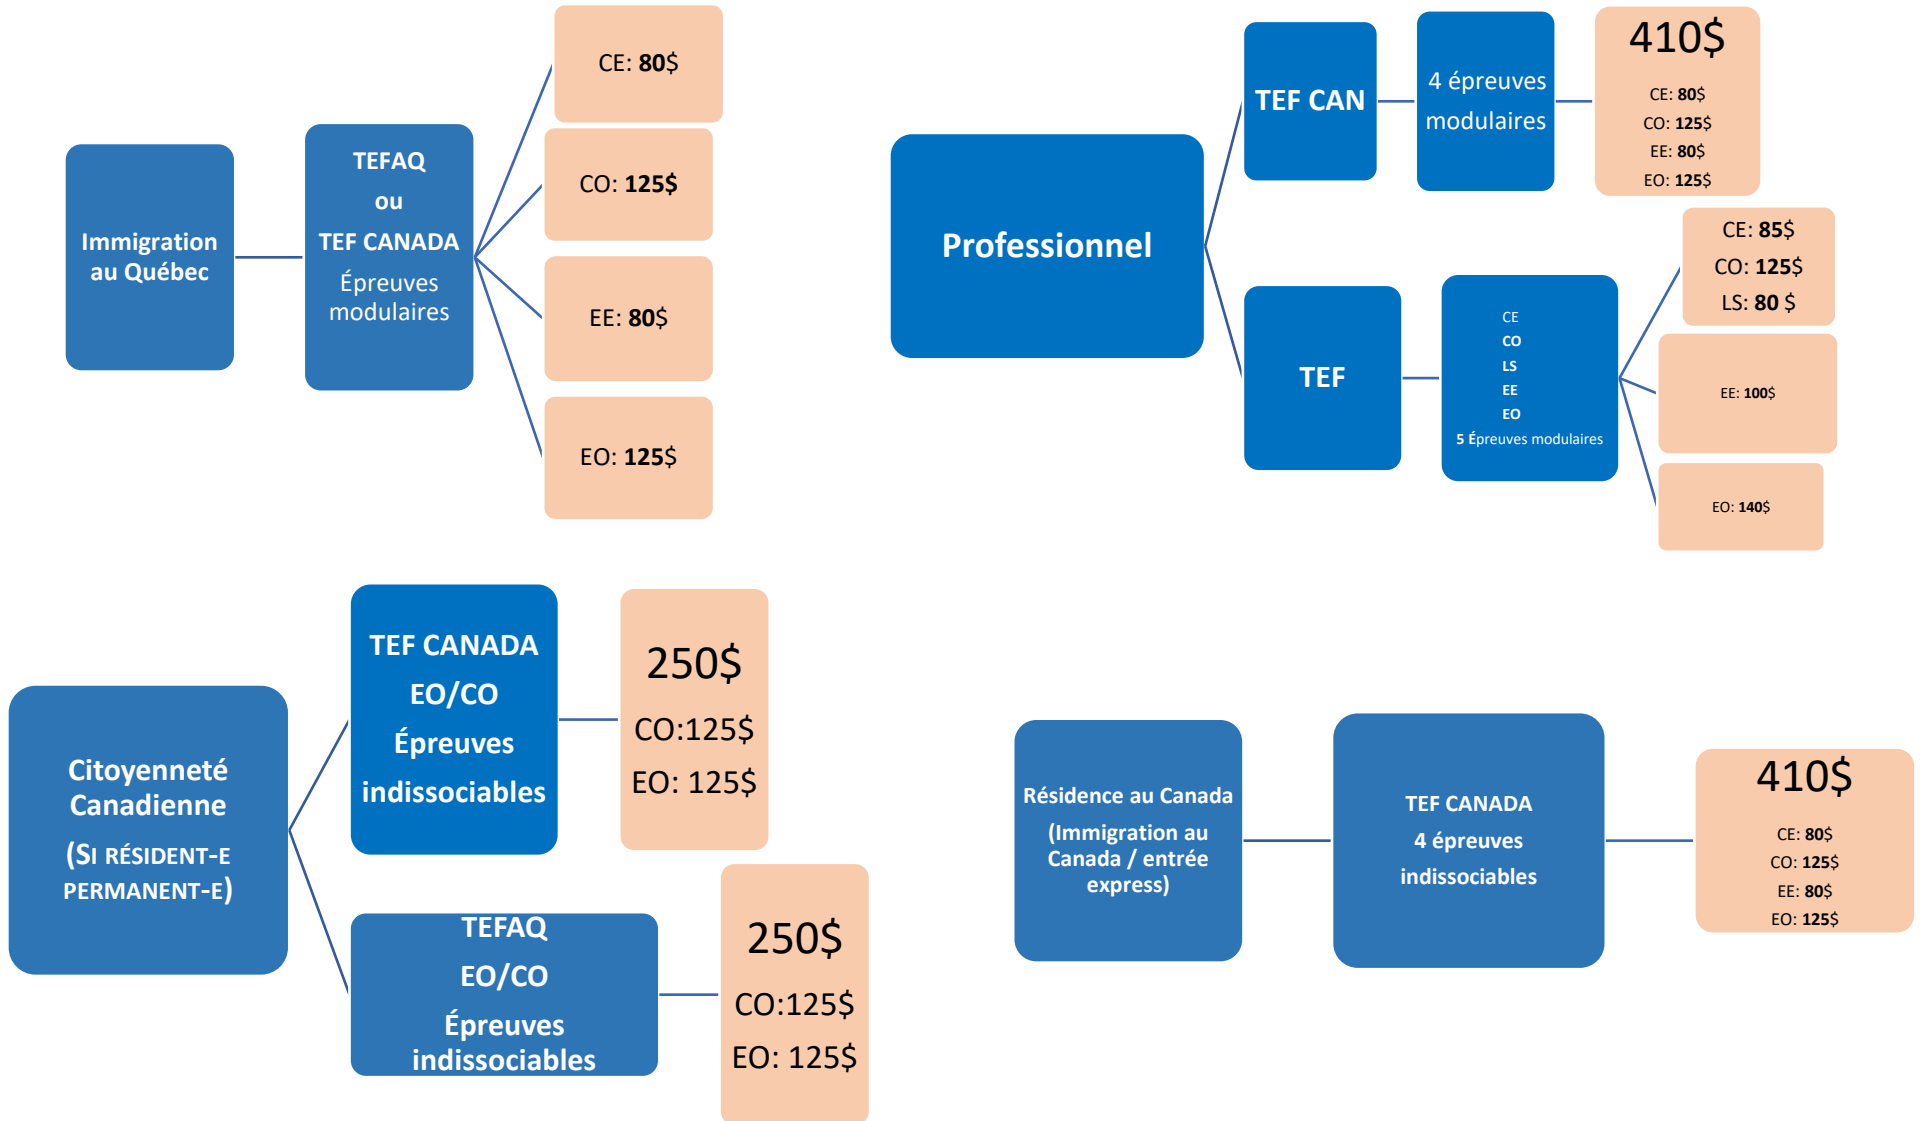 Immigration
au Québec
TEFAQ
ou
TEF CANADA
Épreuves
modulaires
CE: 80$
CO: 125$
EE: 80$
EO: 125$
Professionnel
TEF CAN
4 épreuves
modulaires
410$
CE: 80$
CO: 125$
EE: 80$
EO: 125$
TEF
CE
CO
LS
EE
EO
5 Épreuves modulaires
CE: 85$
CO: 125$
LS: 80 $
EE: 100$
EO: 140$
Citoyenneté
Canadienne
(SI RÉSIDENT-E
PERMANENT-E)
TEF CANADA
EO/CO
Épreuves
indissociables
250$
CO:125$
EO: 125$
TEFAQ
EO/CO
Épreuves
indissociables
250$
CO:125$
EO: 125$
Résidence au Canada
(Immigration au
Canada / entrée
express)
TEF CANADA
4 épreuves
indissociables
410$
CE: 80$
CO: 125$
EE: 80$
EO: 125$